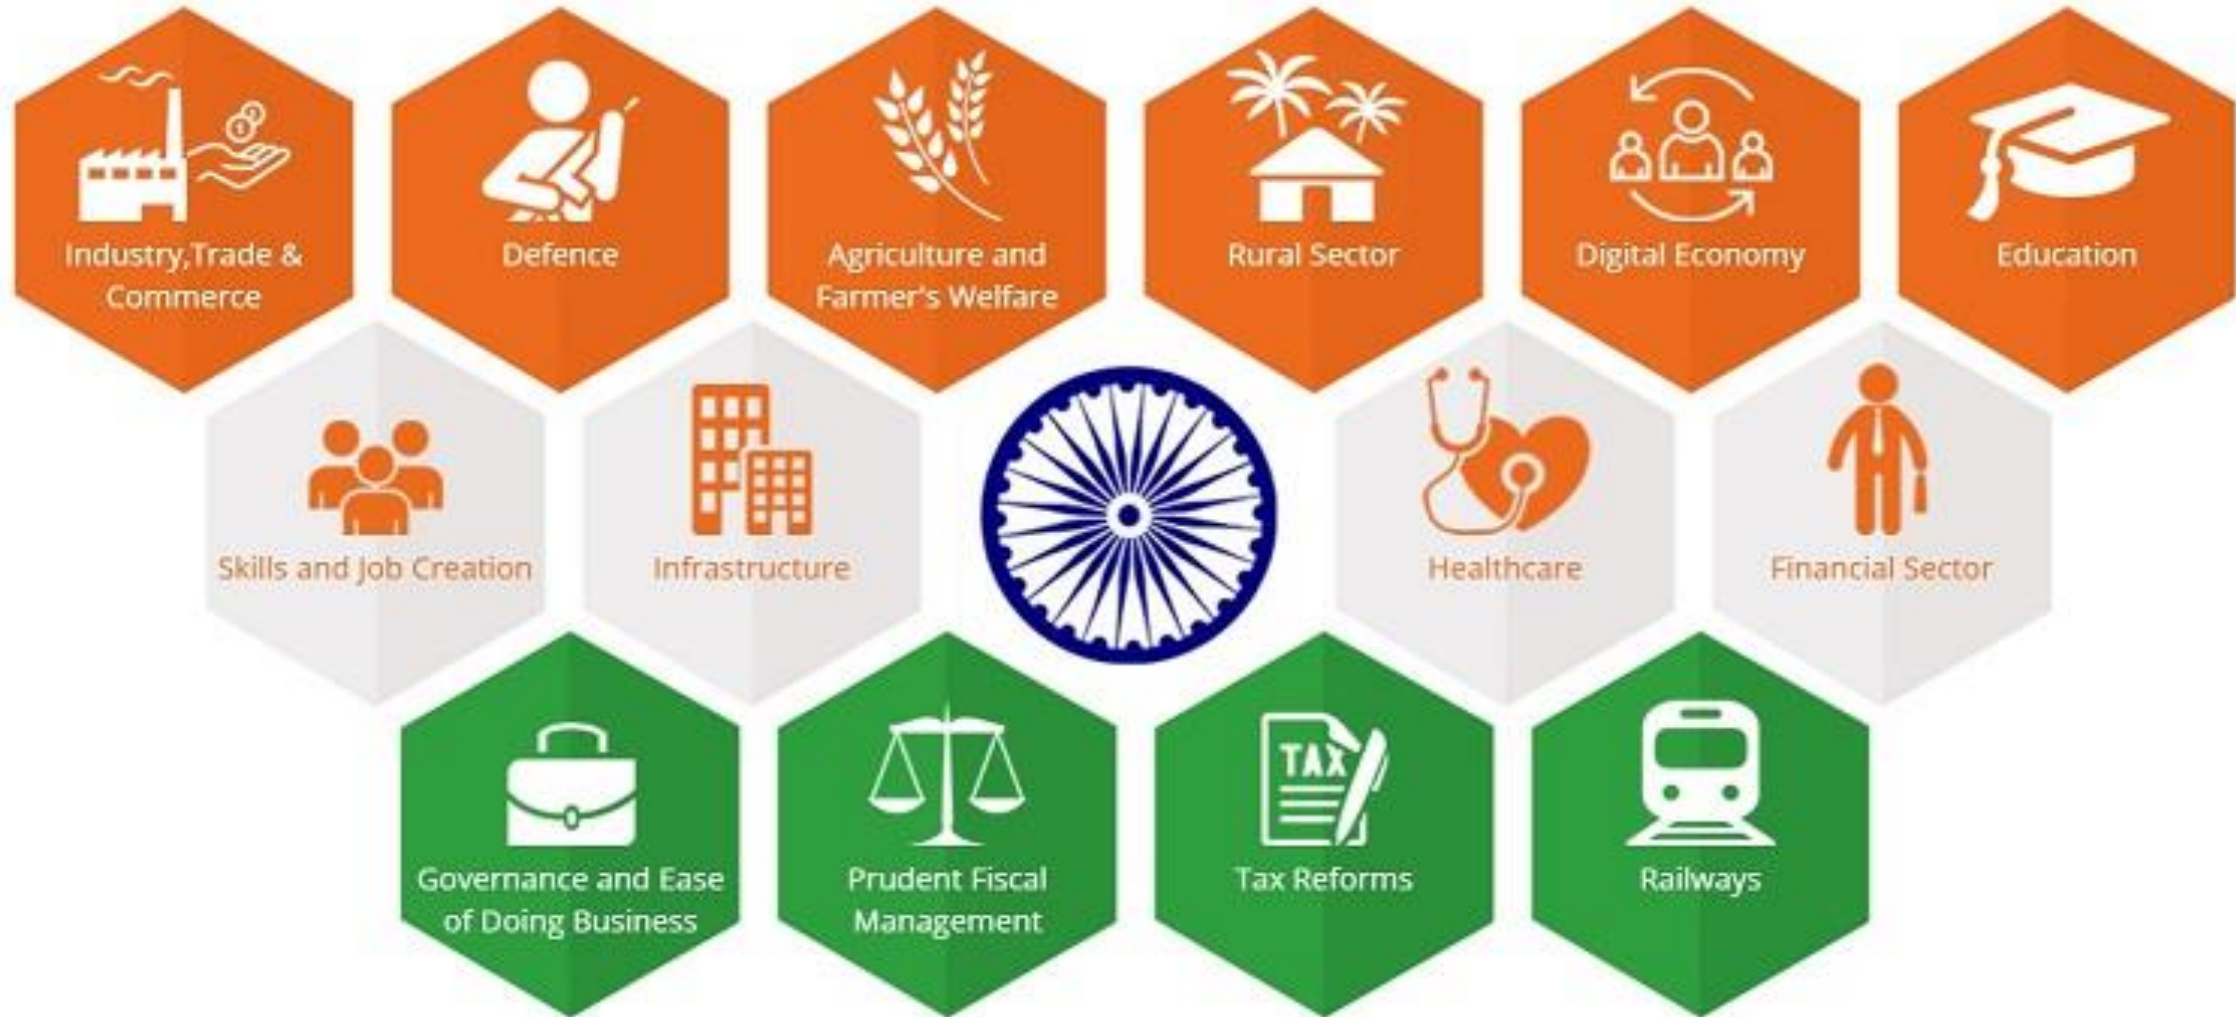 Industry,Trade &
Commerce
Defence
Agriculture and
Farmer's Welfare
Rural Sector
Digital Economy
Education
Skills and Job Creation
Infrastructure
Healthcare
Financial Sector
Governance and Ease
of Doing Business
Prudent Fiscal
Management
TAX
Tax Reforms
Railways